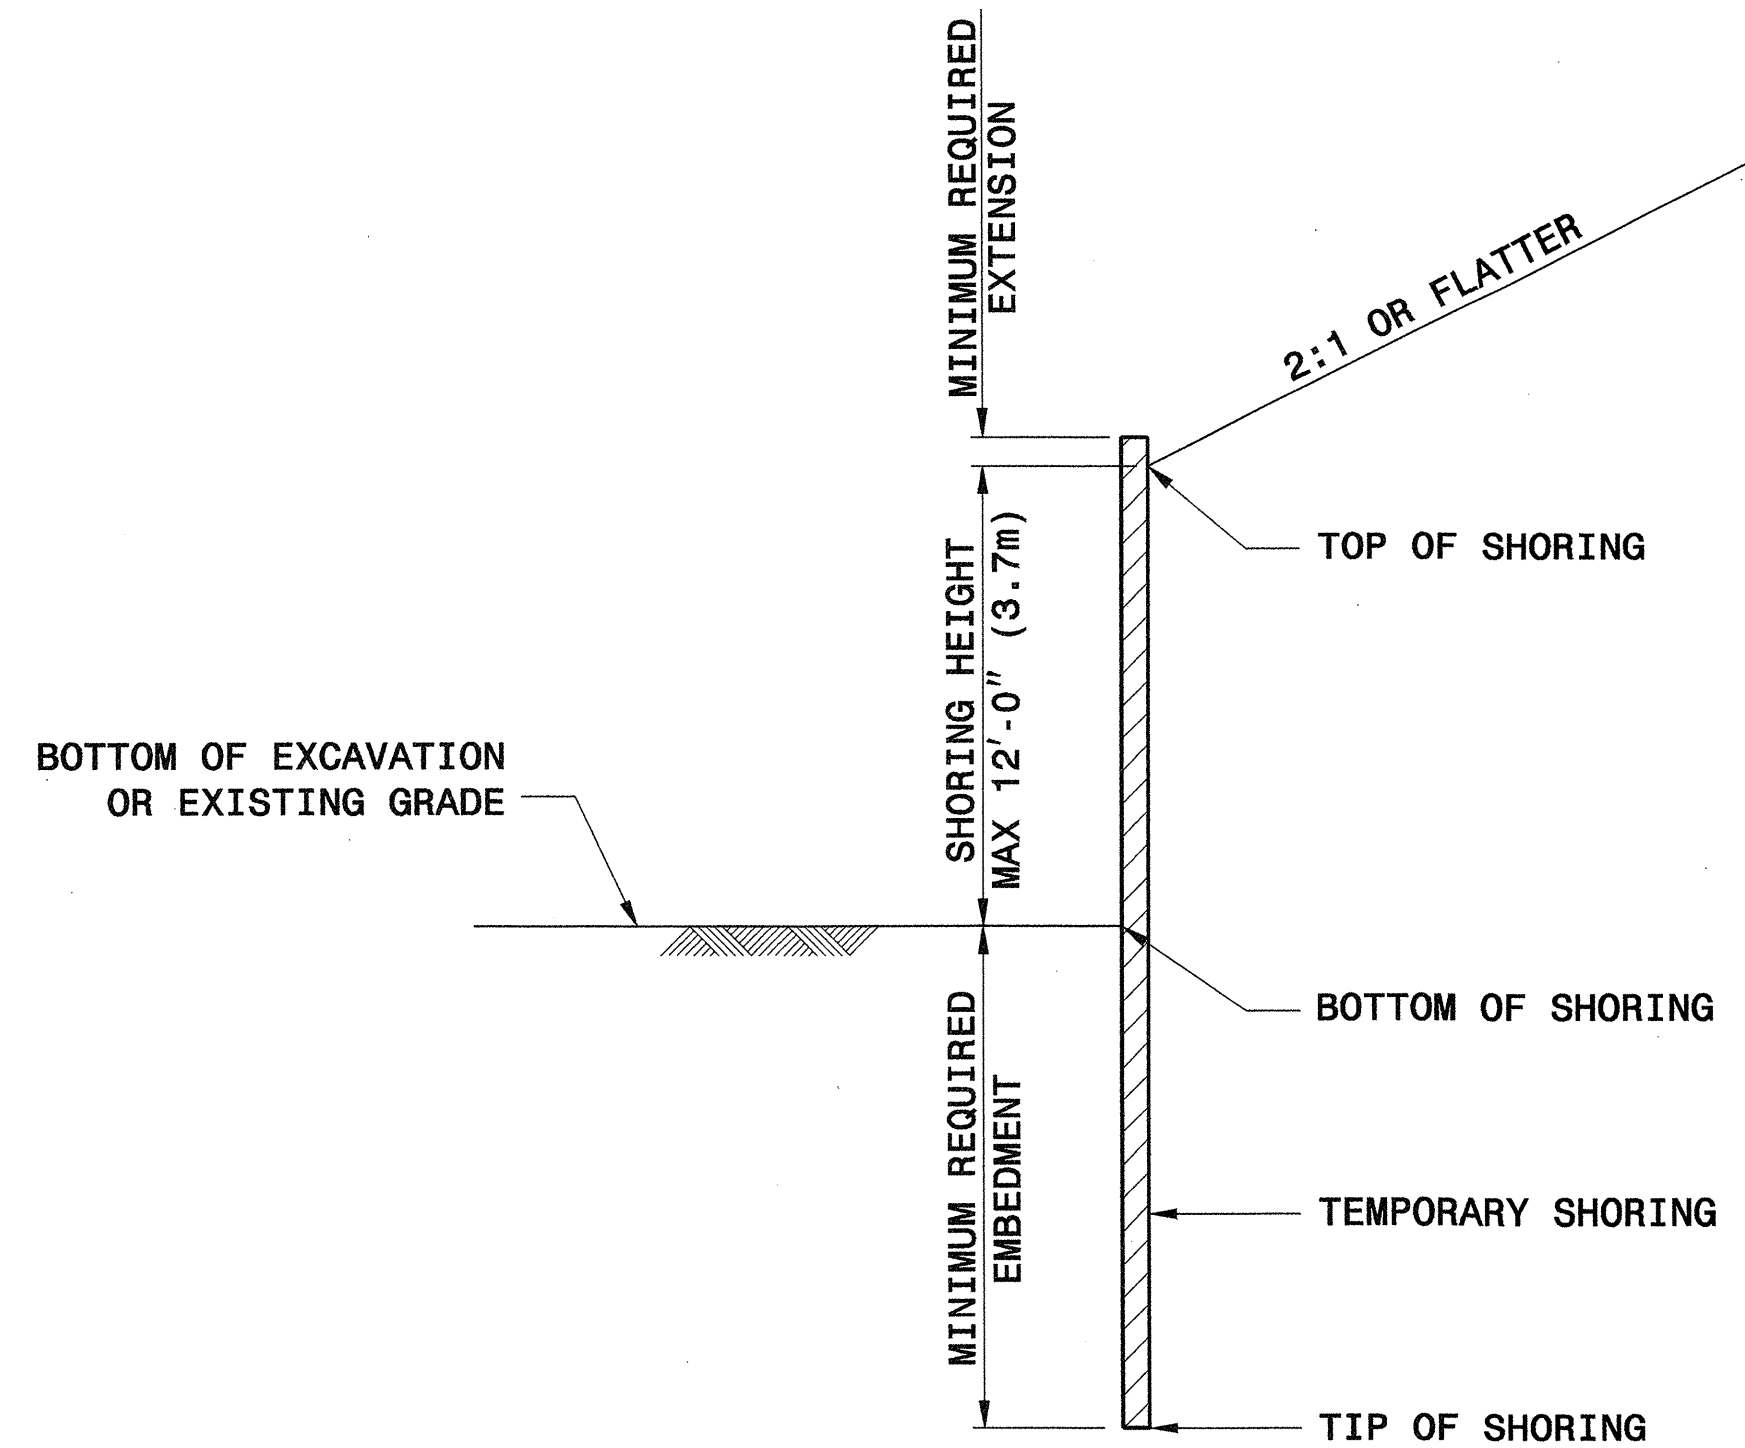 MINIMUM REQUIRED
EXTENSION
2:1 OR FLATTER
TOP OF SHORING
SHORING HEIGHT
MAX 12'-0" (3.7m)
BOTTOM OF EXCAVATION
OR EXISTING GRADE
BOTTOM OF SHORING
MINIMUM REQUIRED
EMBEDMENT
TEMPORARY SHORING
TIP OF SHORING